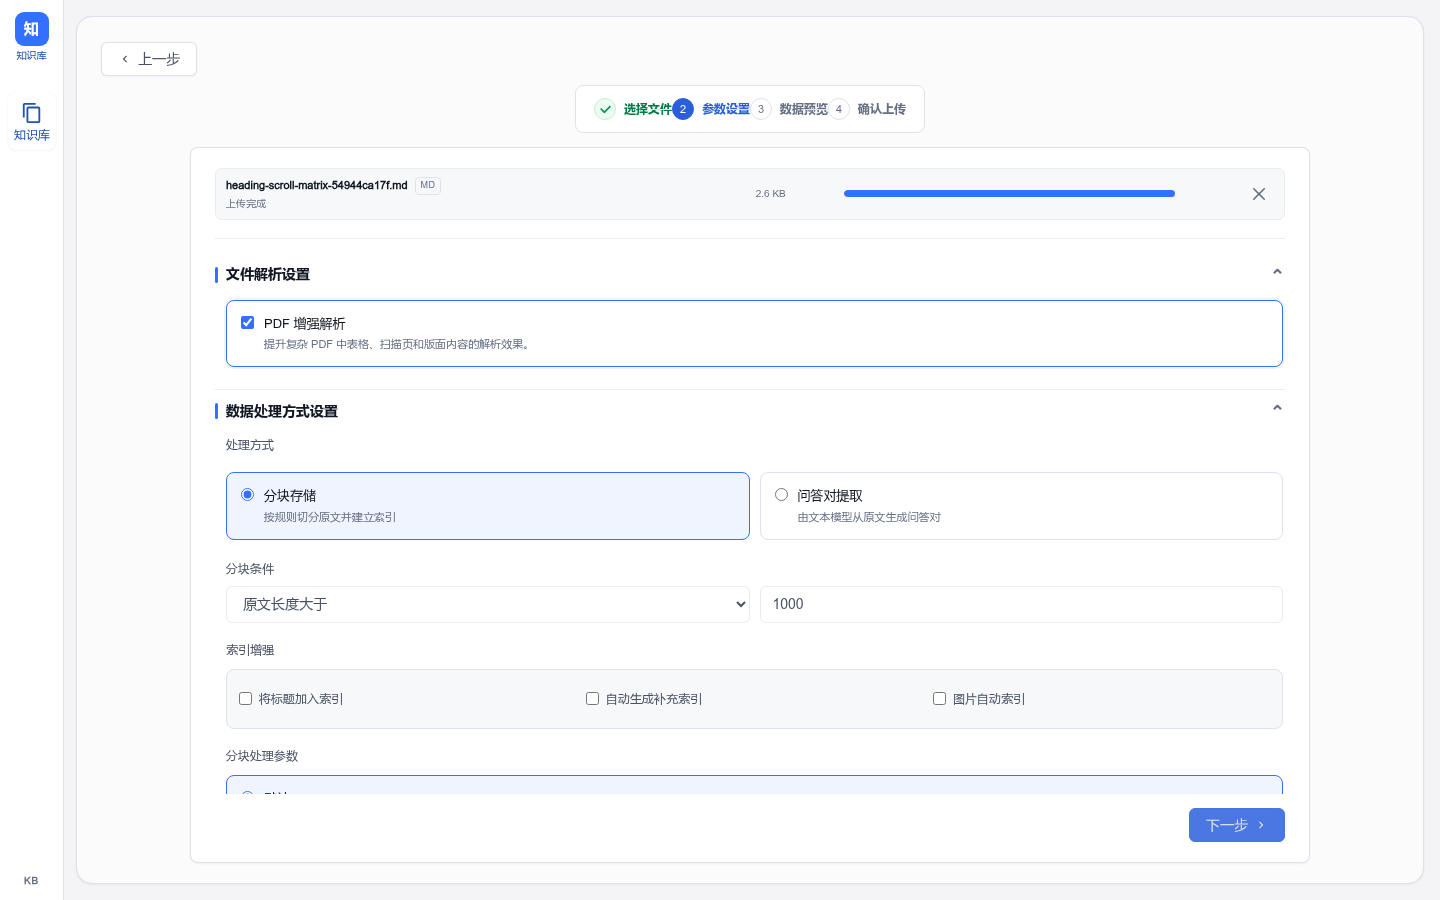 知
知识库
知识库
KB
上一步
选择文件 2 参数设置 3 数据预览 4 确认上传
heading-scroll-matrix-54944ca17f.md MD
上传完成
2.6 KB
文件解析设置
PDF 增强解析
提升复杂 PDF 中表格、扫描页和版面内容的解析效果。
数据处理方式设置
处理方式
分块存储
按规则切分原文并建立索引
问答对提取
由文本模型从原文生成问答对
分块条件
原文长度大于
1000
索引增强
将标题加入索引
自动生成补充索引
图片自动索引
分块处理参数
下一步